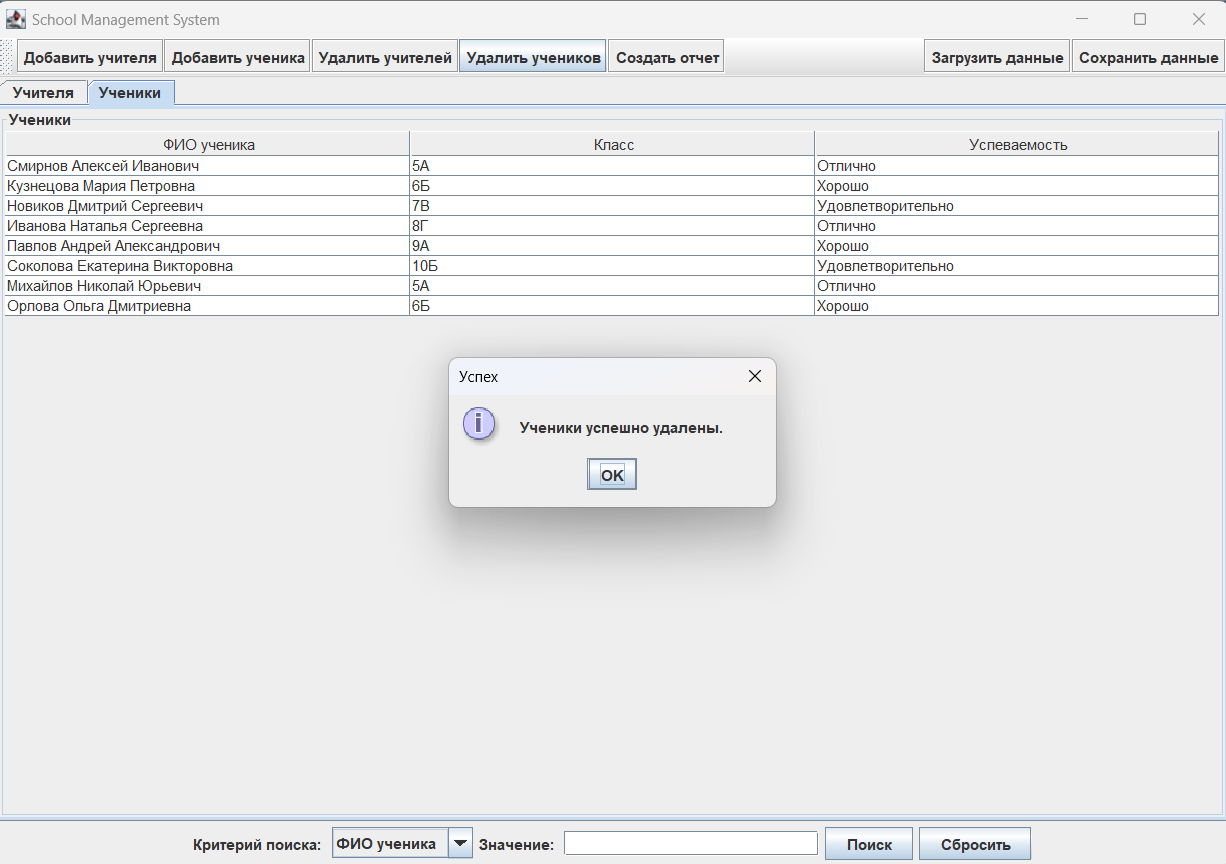 School Management System
Добавить учителя Добавить ученика Удалить учителей Удалить учеников Создать отчет Загрузить данные Сохранить данные
Учителя Ученики
Ученики
ФИО ученика Класс Успеваемость
Смирнов Алексей Иванович 5А Отлично
Кузнецова Мария Петровна 6Б Хорошо
Новиков Дмитрий Сергеевич 7В Удовлетворительно
Иванова Наталья Сергеевна 8Г Отлично
Павлов Андрей Александрович 9А Хорошо
Соколова Екатерина Викторовна 10Б Удовлетворительно
Михайлов Николай Юрьевич 5А Отлично
Орлова Ольга Дмитриевна 6Б Хорошо
Успех
Ученики успешно удалены.
OK
Критерий поиска: ФИО ученика Значение: Поиск Сбросить